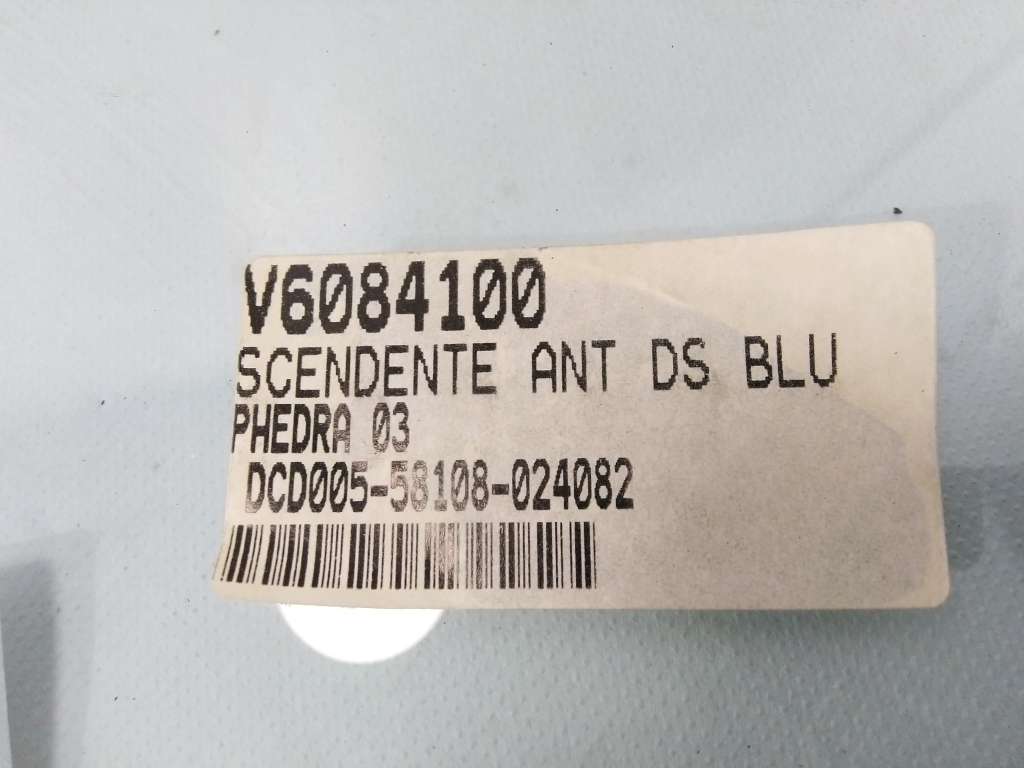 V6084100
SCENDENTE ANT DS BLU
PHEDRA 03
DCD005-58108-024082